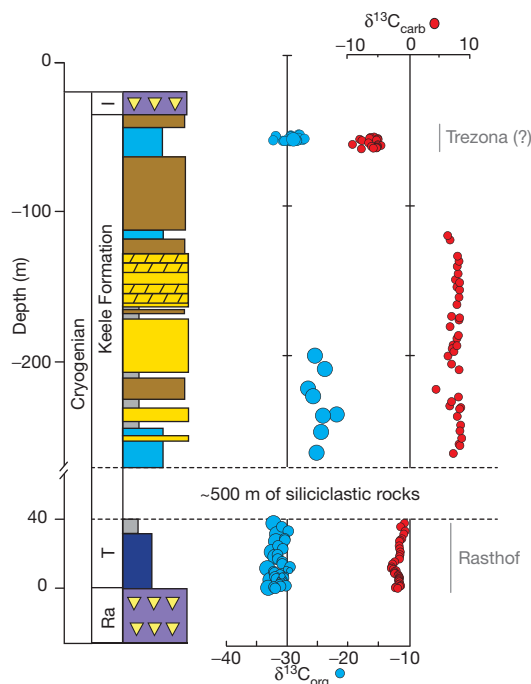 δ13Ccarb
−10
0
10
0
I
Trezona (?)
−100
Depth (m)
Cryogenian
Keele Formation
−200
~500 m of siliciclastic rocks
40
T
Rasthof
0
Ra
−40
−30
−20
−10
δ13Corg